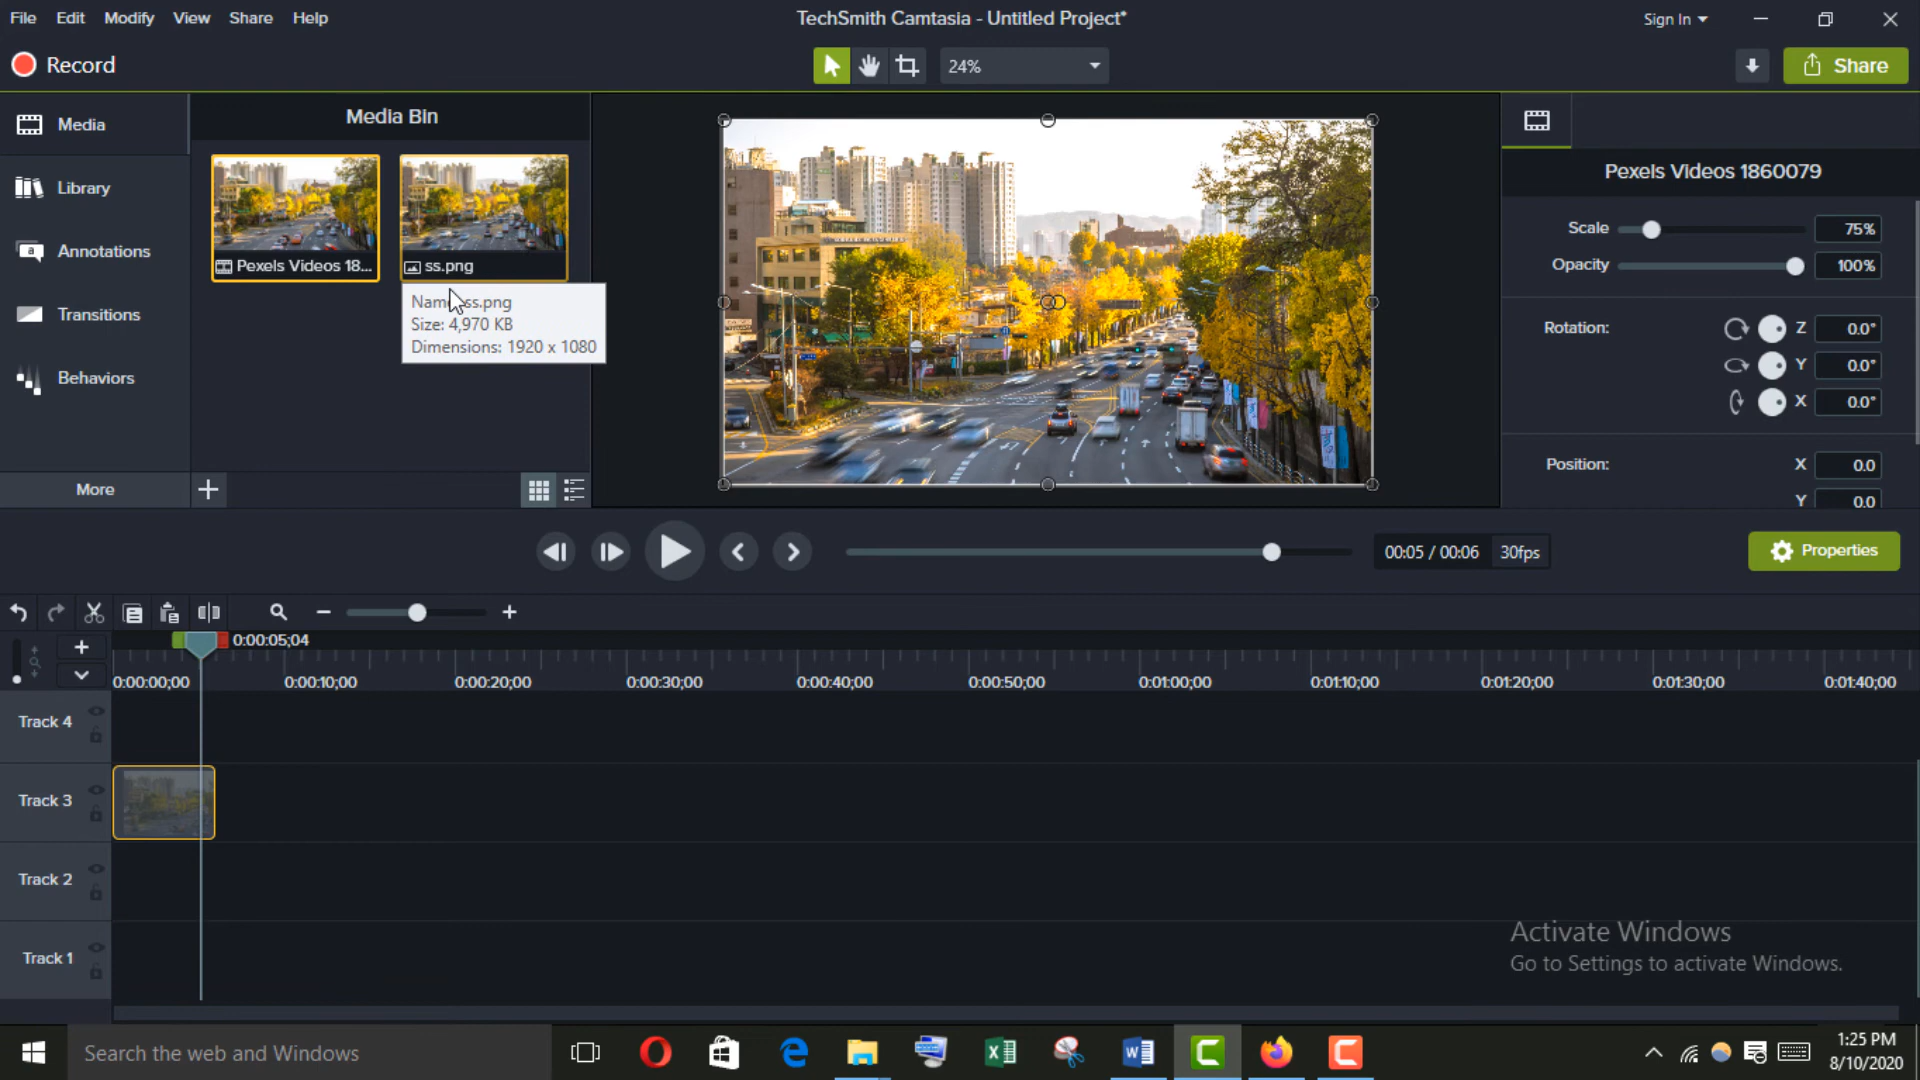 File Edit Modify View Share Help
TechSmith Camtasia - Untitled Project*
Sign In
Record
24%
Share
Media
Library
Annotations
Transitions
Behaviors
More
Media Bin
Pexels Videos 18...
ss.png
Name: ss.png
Size: 4,970 KB
Dimensions: 1920 x 1080
Pexels Videos 1860079
Scale 75%
Opacity 100%
Rotation: Z 0.0°
Y 0.0°
X 0.0°
Position: X 0.0
Y 0.0
00:05 / 00:06 30fps
Properties
0:00:05;04
0:00:00;00 0:00:10;00 0:00:20;00 0:00:30;00 0:00:40;00 0:00:50;00 0:01:00;00 0:01:10;00 0:01:20;00 0:01:30;00 0:01:40;00
Track 4
Track 3
Track 2
Track 1
Activate Windows
Go to Settings to activate Windows.
Search the web and Windows
1:25 PM
8/10/2020